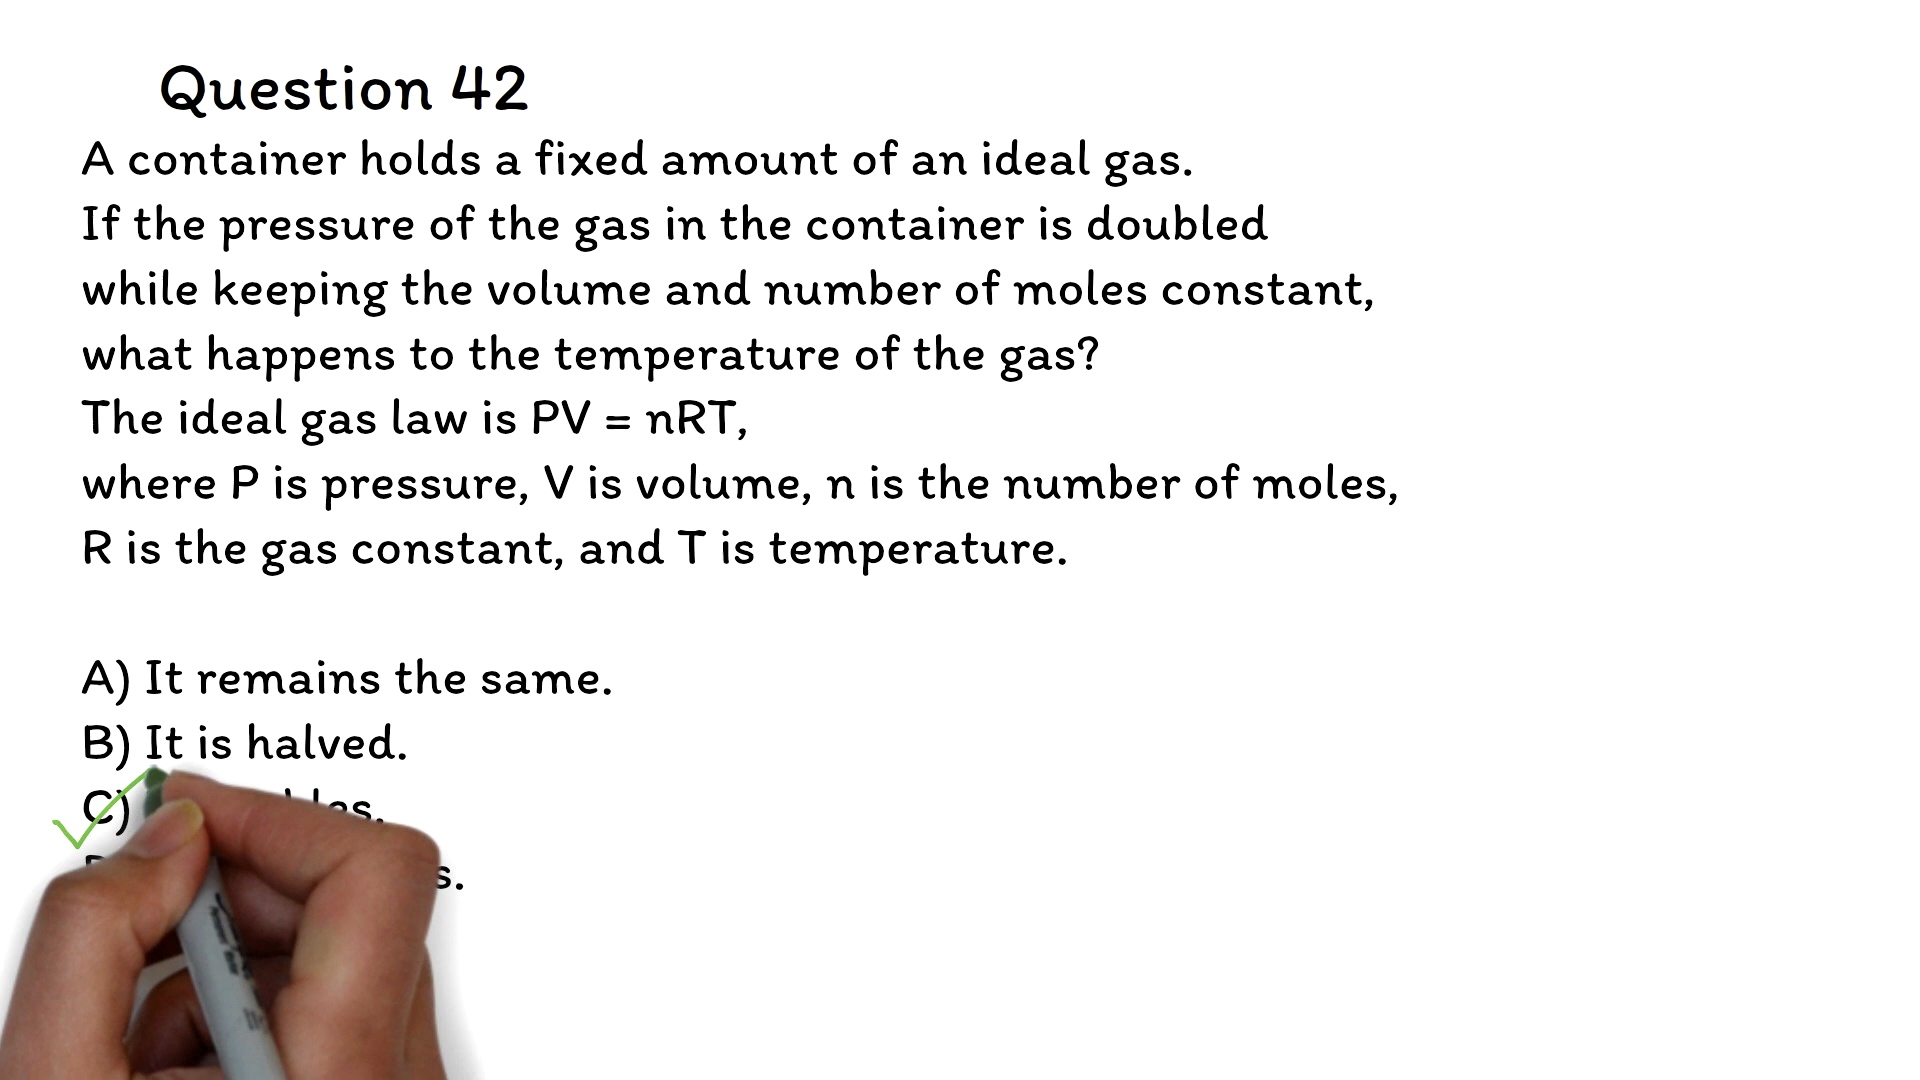 Question 42
A container holds a fixed amount of an ideal gas.
If the pressure of the gas in the container is doubled
while keeping the volume and number of moles constant,
what happens to the temperature of the gas?
The ideal gas law is PV = nRT,
where P is pressure, V is volume, n is the number of moles,
R is the gas constant, and T is temperature.
A) It remains the same.
B) It is halved.
C)